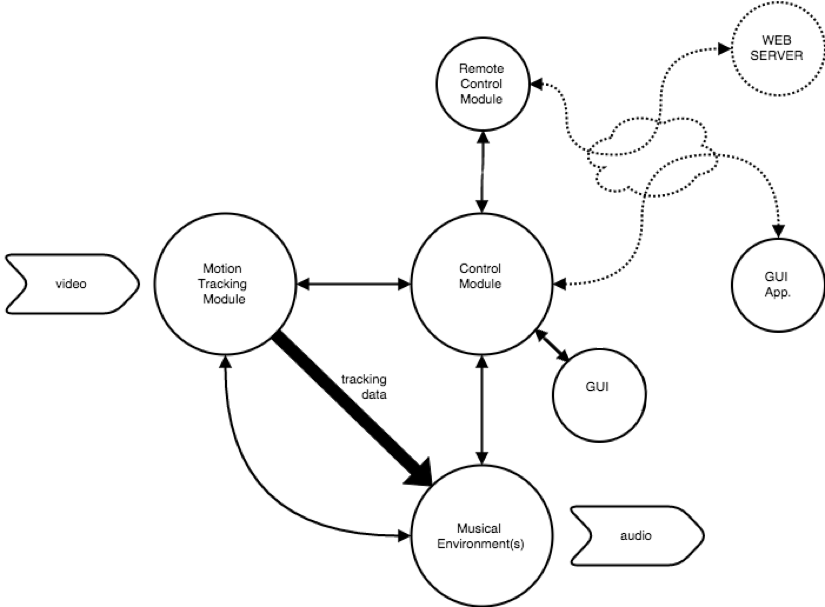 WEB
SERVER
Remote
Control
Module
video
Motion
Tracking
Module
Control
Module
GUI
App.
tracking
data
GUI
Musical
Environment(s)
audio